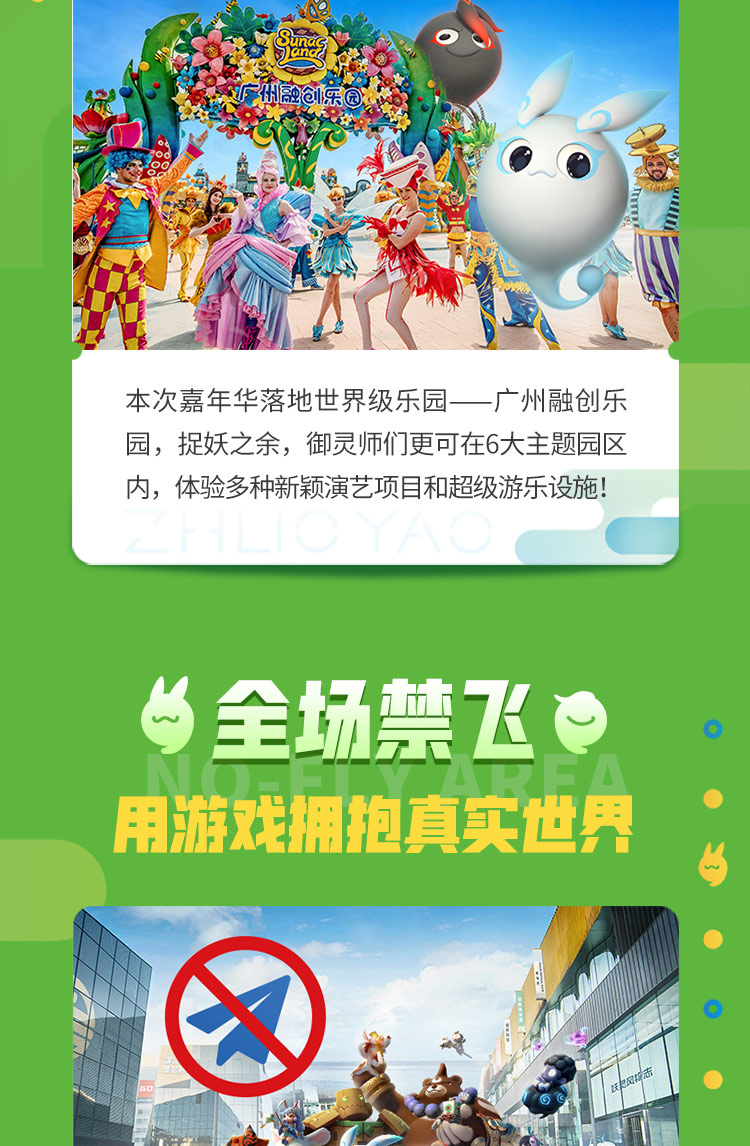 Sunac
Land
广州融创乐园
本次嘉年华落地世界级乐园——广州融创乐
园，捉妖之余，御灵师们更可在6大主题园区
内，体验多种新颖演艺项目和超级游乐设施！
ZHUO YAO
全场禁飞
NO-FLY AREA
用游戏拥抱真实世界